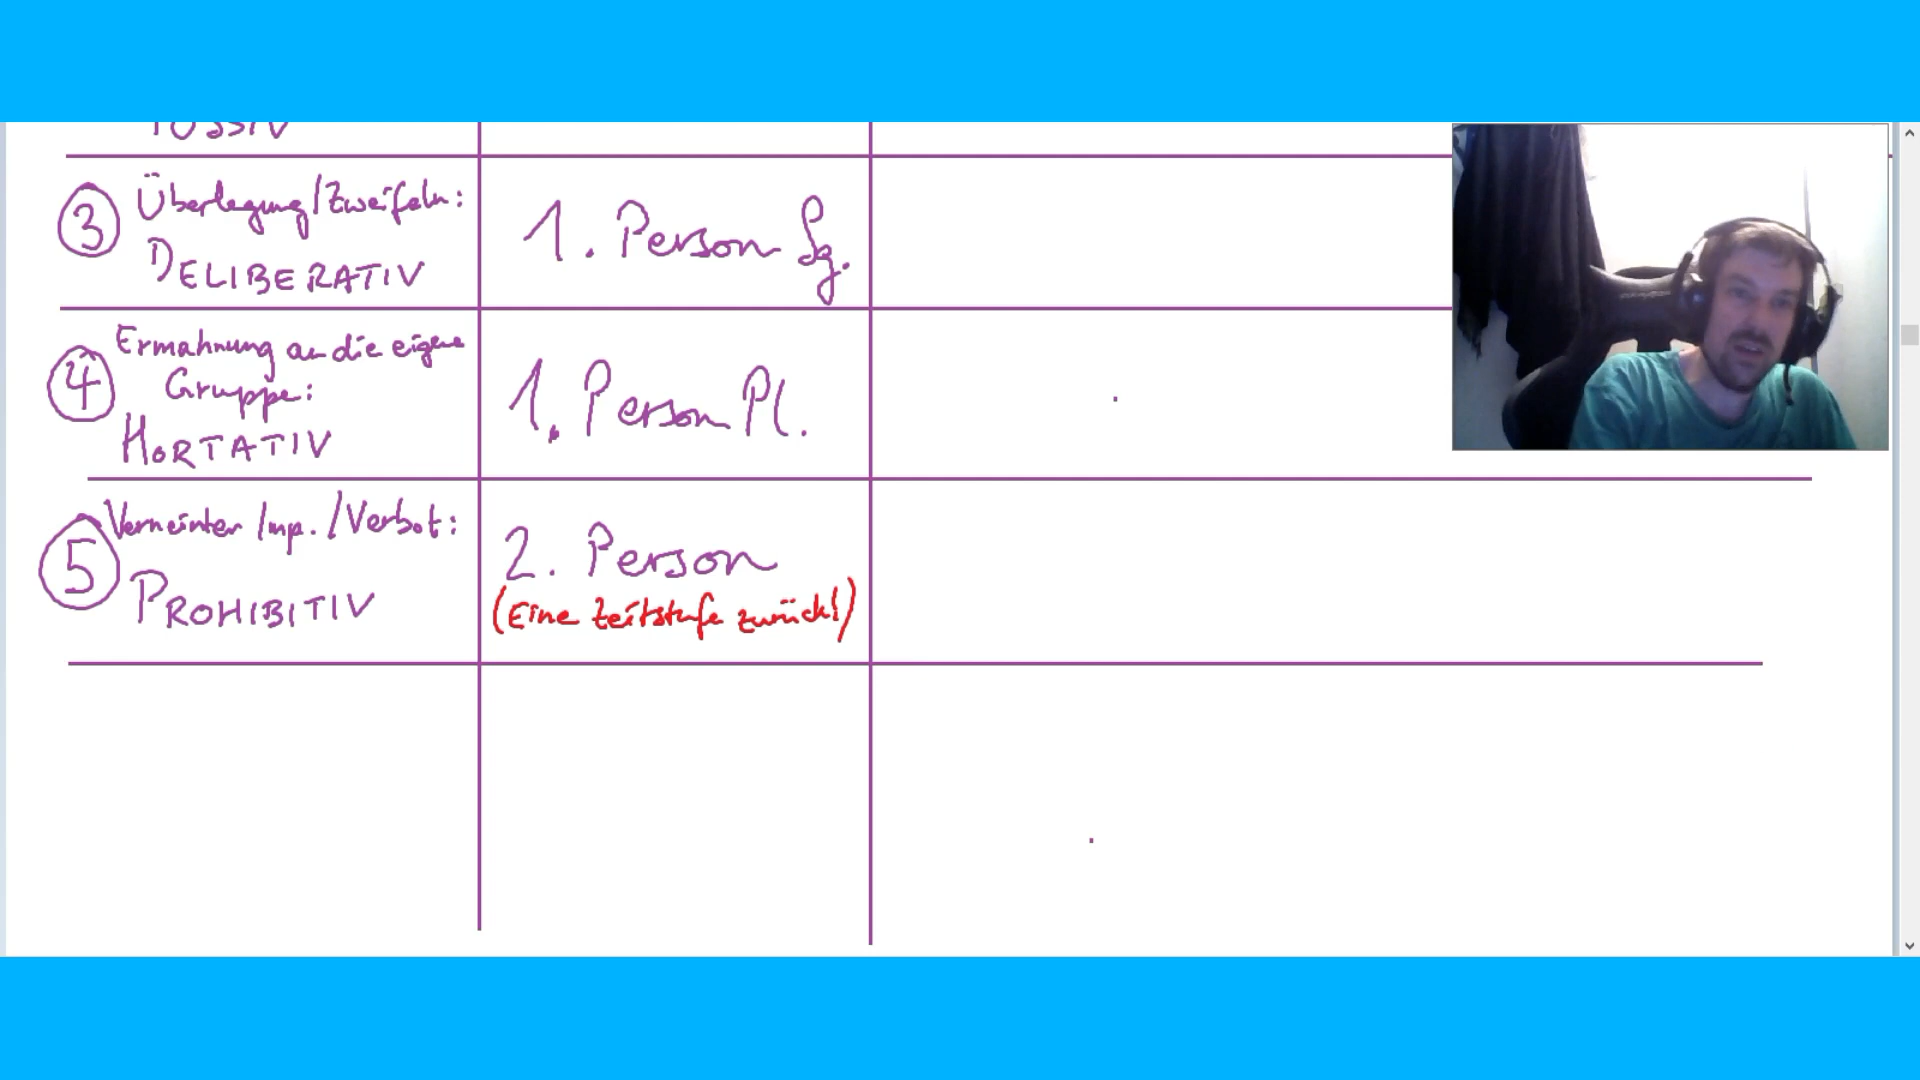 ③ Überlegung/Zweifeln:
DELIBERATIV
1. Person Sg.
④ Ermahnung an die eigene
Gruppe:
HORTATIV
1. Person Pl.
⑤ Verneinter Imp./Verbot:
PROHIBITIV
2. Person
(Eine Zeitstufe zurück!)